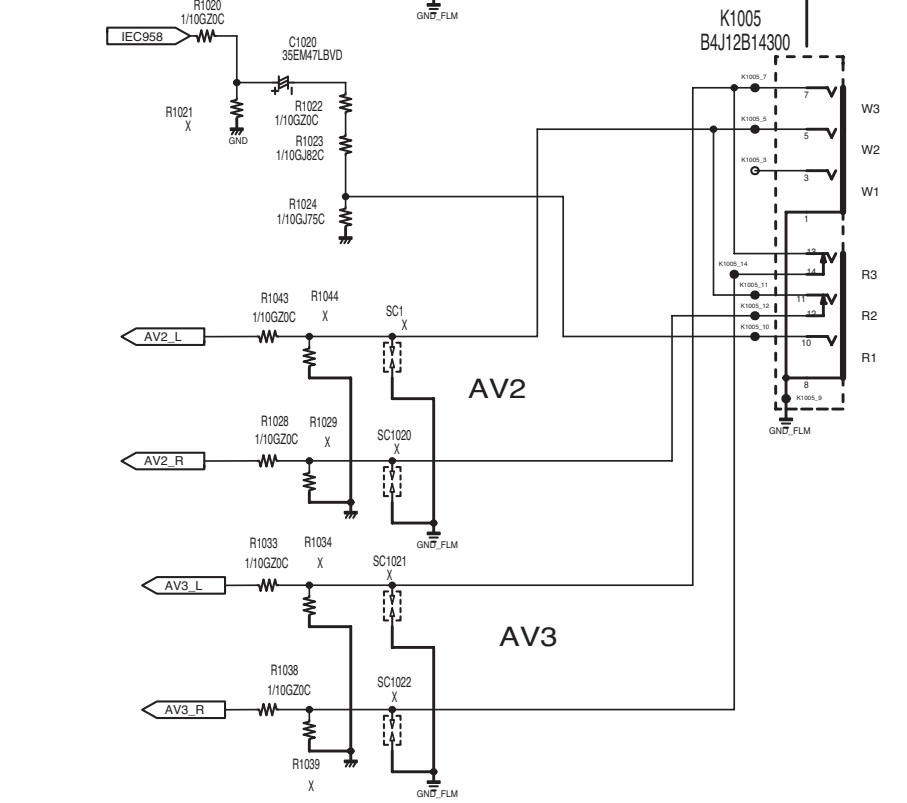 R1020
1/10GZ0C
GND_FLM
K1005
B4J12B14300
IEC958
C1020
35EM47LBVD
K1005_7
7
W3
R1021
X
R1022
1/10GZ0C
GND
K1005_5
5
W2
R1023
1/10GJ82C
K1005_3
3
W1
R1024
1/10GJ75C
1
13
K1005_14
14
R3
K1005_11
11
K1005_12
12
R2
K1005_10
10
R1
R1043
1/10GZ0C
R1044
X
SC1
X
AV2_L
AV2
8
K1005_9
GND_FLM
R1028
1/10GZ0C
R1029
X
SC1020
X
AV2_R
GND_FLM
R1033
1/10GZ0C
R1034
X
SC1021
X
AV3_L
AV3
R1038
1/10GZ0C
SC1022
X
AV3_R
R1039
X
GND_FLM